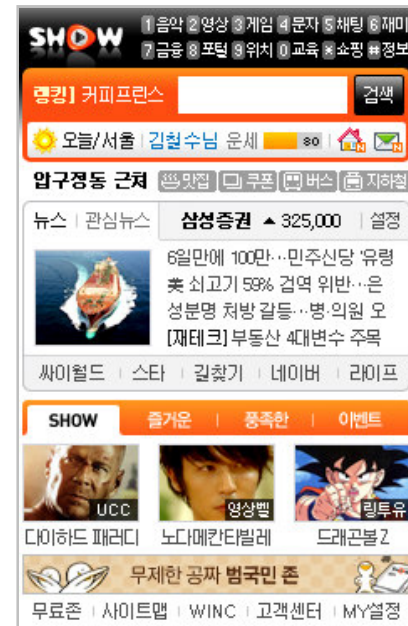 SHOW 1음악 2영상 3게임 4문자 5채팅 6재미
7금융 8포털 9위치 0교육 *쇼핑 #정보
랭킹] 커피프린스 검색
오늘/서울 김철수님 운세 80
압구정동 근처 맛집 쿠폰 버스 지하철
뉴스 관심뉴스 삼성증권 ▲ 325,000 설정
6일만에 100만…민주신당 '유령
美 쇠고기 59% 검역 위반…은
성분명 처방 갈등…병·의원 오
[재테크] 부동산 4대변수 주목
싸이월드 스타 길찾기 네이버 라이프
SHOW 즐거운 풍족한 이벤트
UCC 영상벨 링투유
다이하드 패러디 노다메칸타빌레 드래곤볼Z
무제한 공짜 범국민 존
무료존 사이트맵 WINC 고객센터 MY설정